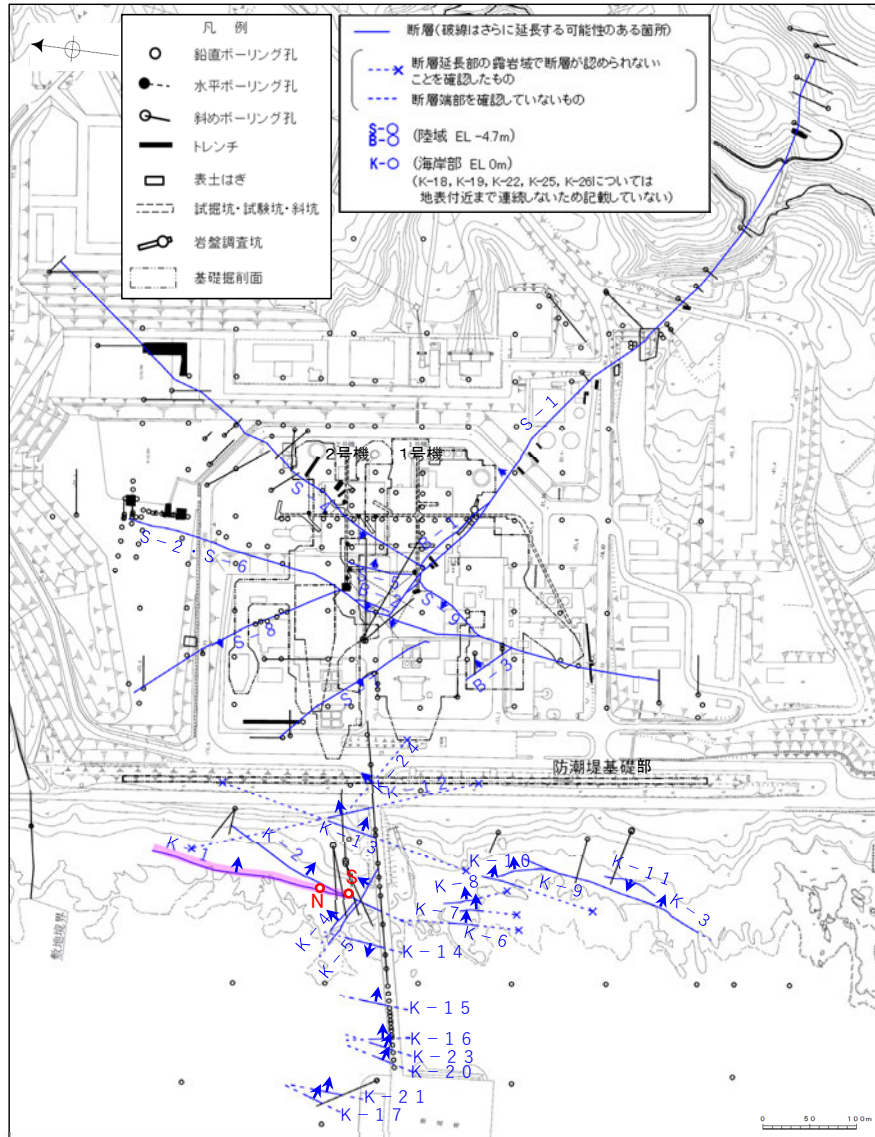 凡 例
鉛直ボーリング孔
水平ボーリング孔
斜めボーリング孔
トレンチ
表土はぎ
試掘坑・試験坑・斜坑
岩盤調査坑
基礎掘削面
断層(破線はさらに延長する可能性のある箇所)
断層延長部の露岩域で断層が認められない
ことを確認したもの
断層端部を確認していないもの
S-○
B-○
(陸域 EL -4.7m)
K-○ (海岸部 EL 0m)
(K-18, K-19, K-22, K-25, K-26については
地表付近まで連続しないため記載していない)
S-1
2号機
1号機
S-4
B-1
S-2・S-6
S-9
S-8
B-3
防潮堤基礎部
K-24
K-12
K-13
K-1
K-2
S
N
K-10
K-11
K-8
K-9
K-3
K-7
K-6
K-4
K-5
K-14
敷地境界
K-15
K-16
K-23
K-20
K-21
K-17
0 50 100m